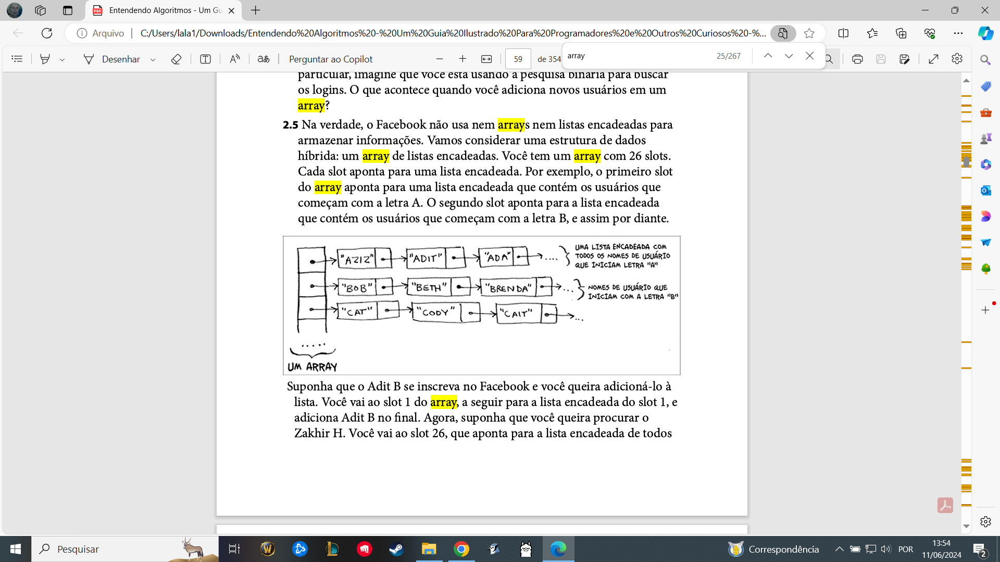 Entendendo Algoritmos - Um Gu
Arquivo
C:/Users/lala1/Downloads/Entendendo%20Algoritmos%20-%20Um%20Guia%20Ilustrado%20Para%20Programadores%20e%20Outros%20Curiosos%20-%...
Desenhar
Perguntar ao Copilot
59 de 354
array 25/267
particular, imagine que você está usando a pesquisa binária para buscar
os logins. O que acontece quando você adiciona novos usuários em um
array?
2.5 Na verdade, o Facebook não usa nem arrays nem listas encadeadas para
armazenar informações. Vamos considerar uma estrutura de dados
híbrida: um array de listas encadeadas. Você tem um array com 26 slots.
Cada slot aponta para uma lista encadeada. Por exemplo, o primeiro slot
do array aponta para uma lista encadeada que contém os usuários que
começam com a letra A. O segundo slot aponta para a lista encadeada
que contém os usuários que começam com a letra B, e assim por diante.
"AZIZ" "ADIT" "ADA" ....
UMA LISTA ENCADEADA COM
TODOS OS NOMES DE USUÁRIO
QUE INICIAM LETRA "A"
"BOB" "BETH" "BRENDA" ...
NOMES DE USUÁRIO QUE
INICIAM COM A LETRA "B"
"CAT" "CODY" "CAIT" ...
.....
UM ARRAY
Suponha que o Adit B se inscreva no Facebook e você queira adicioná-lo à
lista. Você vai ao slot 1 do array, a seguir para a lista encadeada do slot 1, e
adiciona Adit B no final. Agora, suponha que você queira procurar o
Zakhir H. Você vai ao slot 26, que aponta para a lista encadeada de todos
Pesquisar
Correspondência
POR
13:54
11/06/2024
2